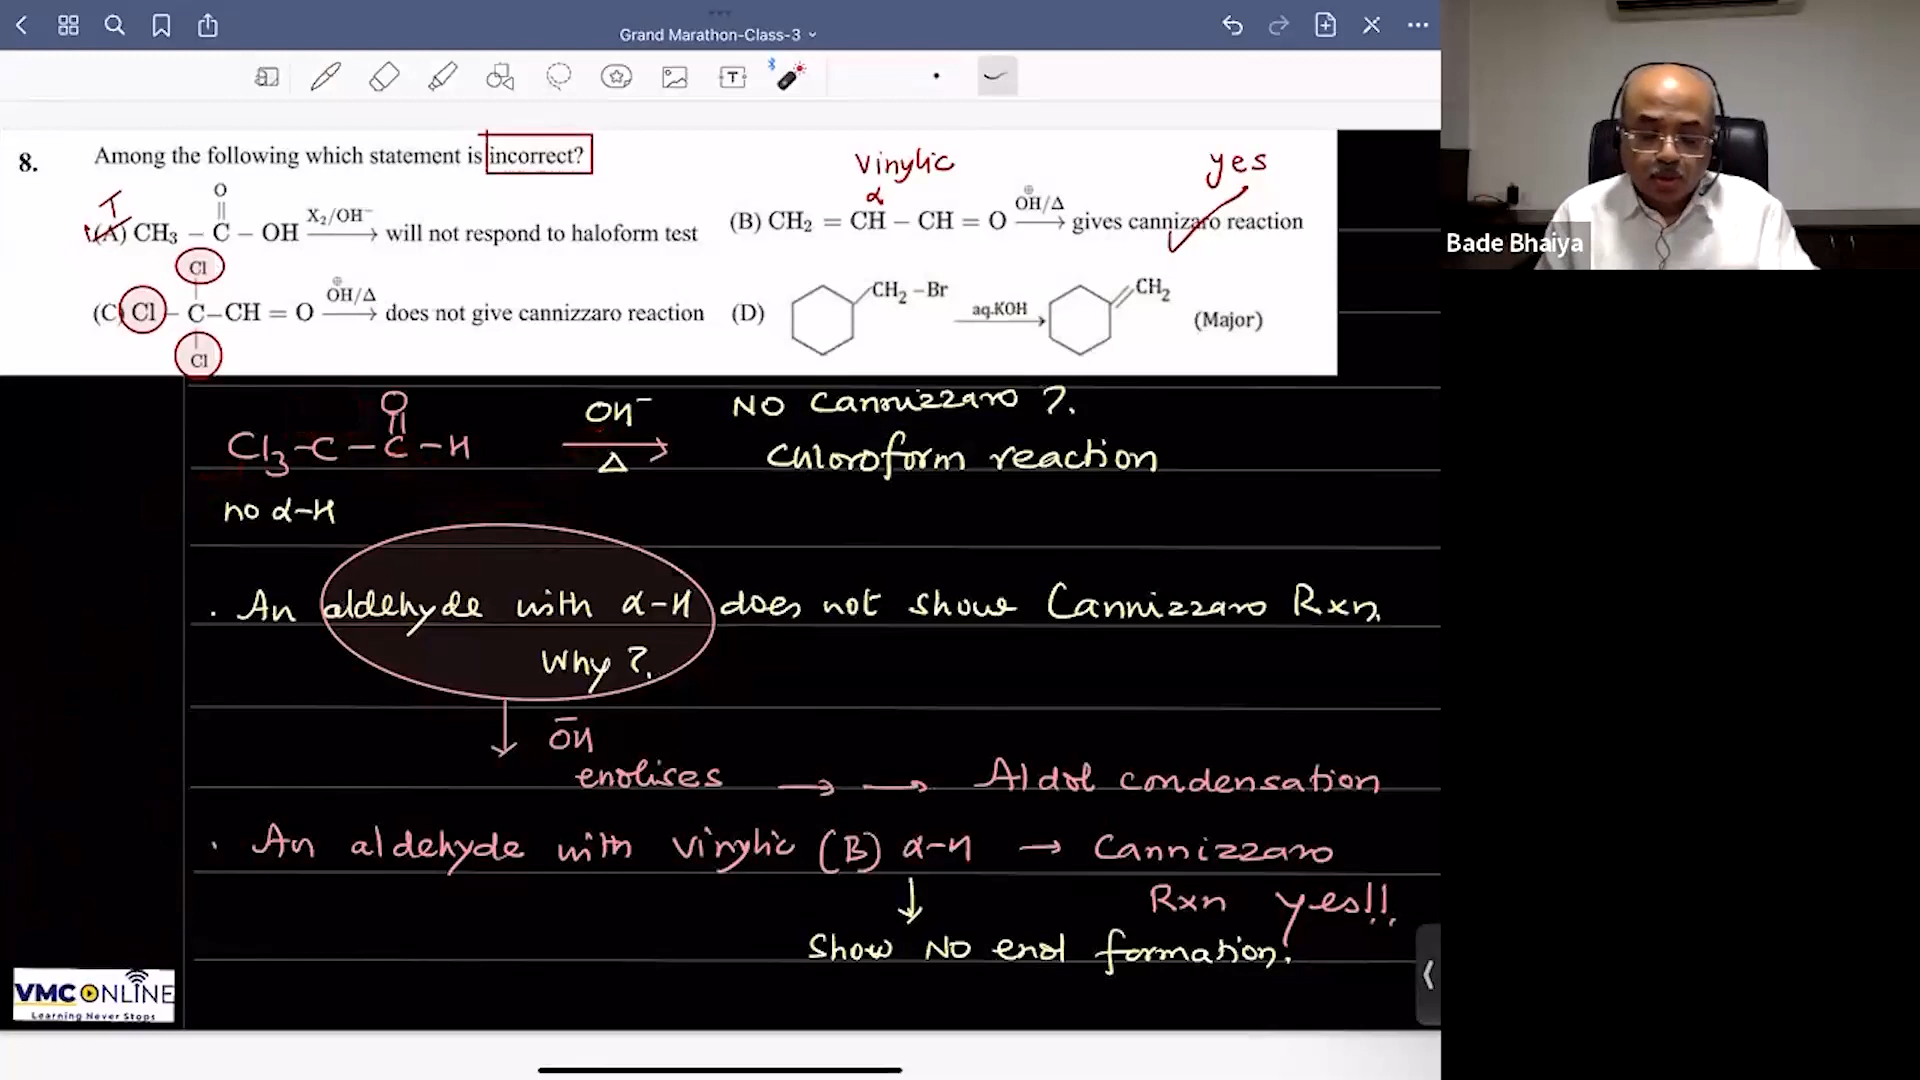 Grand Marathon-Class-3
8. Among the following which statement is incorrect?
Vinylic
α
yes
T
O
(A) CH3 – C – OH X2/OH⁻ → will not respond to haloform test
(B) CH2 = CH – CH = O OH/Δ → gives cannizaro reaction
Cl
(C) Cl – C – CH = O OH/Δ → does not give cannizzaro reaction
Cl
(D) CH2 – Br aq.KOH → CH2 (Major)
Bade Bhaiya
O
Cl3–C–C–H OH⁻ → Δ
NO Cannizzaro ?.
Chloroform reaction
no α-H
. An aldehyde with α-H does not show Cannizzaro Rxn.
Why ?.
OH
enolises → → Aldol condensation
. An aldehyde with vinylic (B) α-H → Cannizzaro
Rxn yes!!
Show NO enol formation.
VMC ONLINE
Learning Never Stops